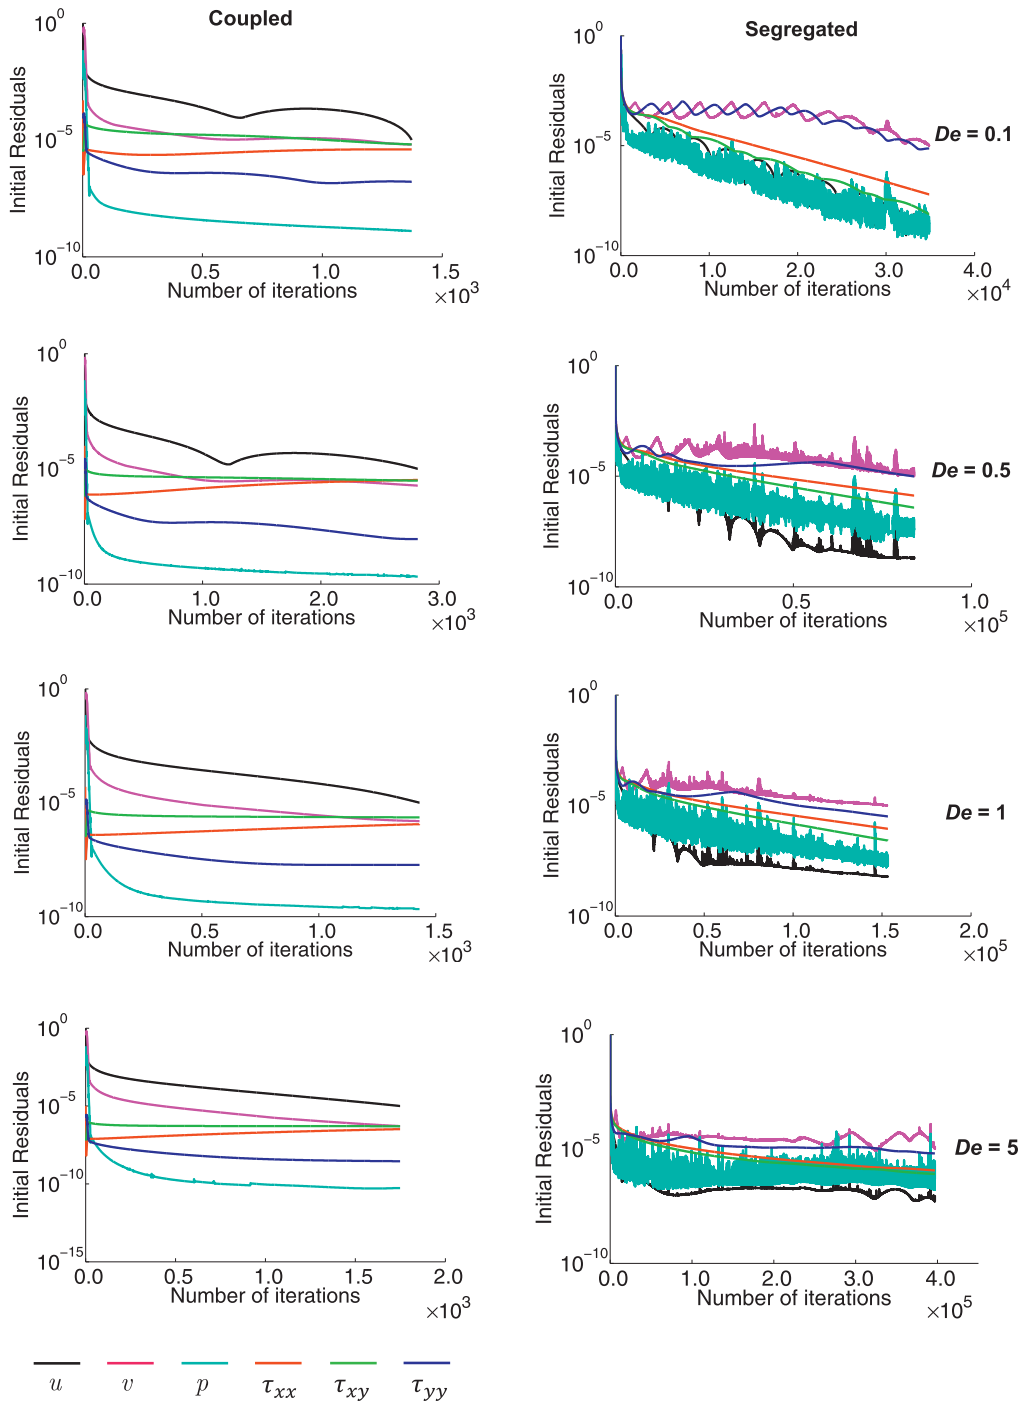 Coupled
Segregated
Initial Residuals
10^0
10^−5
10^−10
0.0 0.5 1.0 1.5
Number of iterations
×10^3
Initial Residuals
10^0
10^−5
10^−10
0.0 1.0 2.0 3.0 4.0
Number of iterations
×10^4
De = 0.1
Initial Residuals
10^0
10^−5
10^−10
0.0 1.0 2.0 3.0
Number of iterations
×10^3
Initial Residuals
10^0
10^−5
10^−10
0.0 0.5 1.0
Number of iterations
×10^5
De = 0.5
Initial Residuals
10^0
10^−5
10^−10
0.0 0.5 1.0 1.5
Number of iterations
×10^3
Initial Residuals
10^0
10^−5
10^−10
0.0 0.5 1.0 1.5 2.0
Number of iterations
×10^5
De = 1
Initial Residuals
10^0
10^−5
10^−10
10^−15
0.0 0.5 1.0 1.5 2.0
Number of iterations
×10^3
Initial Residuals
10^0
10^−5
10^−10
0.0 1.0 2.0 3.0 4.0
Number of iterations
×10^5
De = 5
u v p τxx τxy τyy